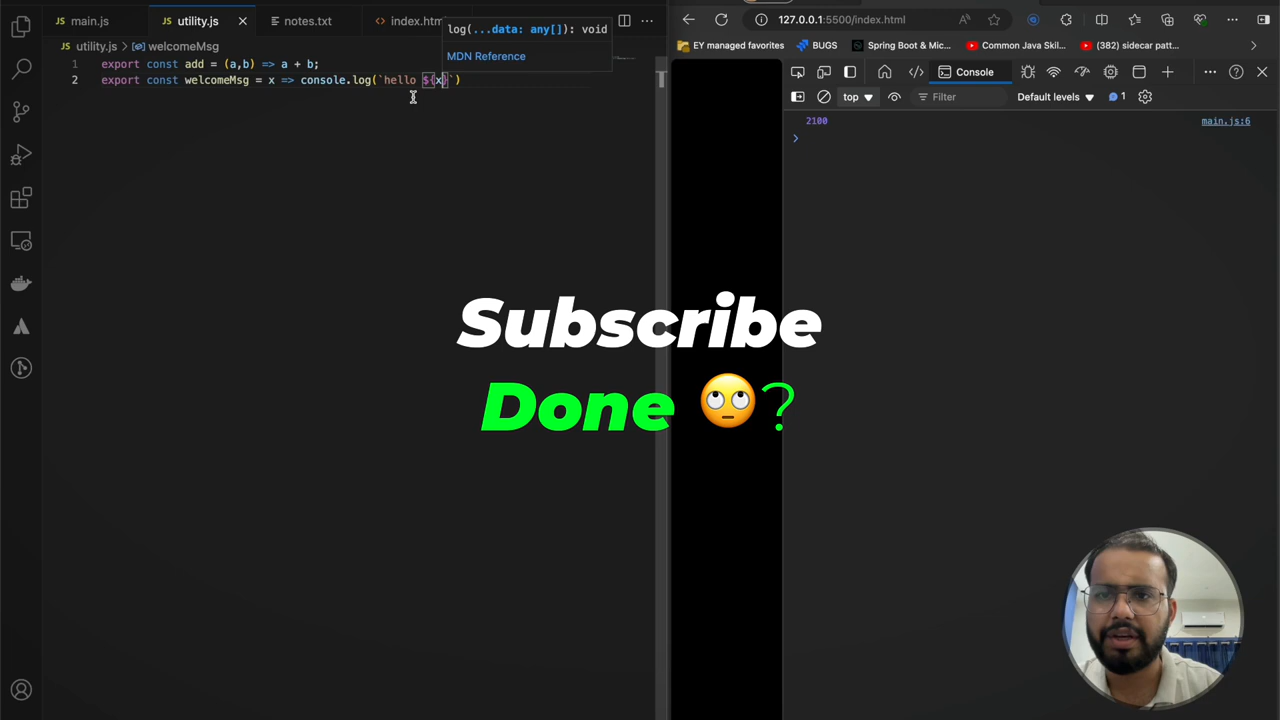 JS main.js
JS utility.js
notes.txt
index.htm
log(...data: any[]): void
MDN Reference
JS utility.js > welcomeMsg
1 export const add = (a,b) => a + b;
2 export const welcomeMsg = x => console.log(`hello ${x}`)
127.0.0.1:5500/index.html
EY managed favorites
BUGS
Spring Boot & Mic...
Common Java Skil...
(382) sidecar patt...
Console
top
Filter
Default levels
1
2100
main.js:6
Subscribe
Done 🙄?